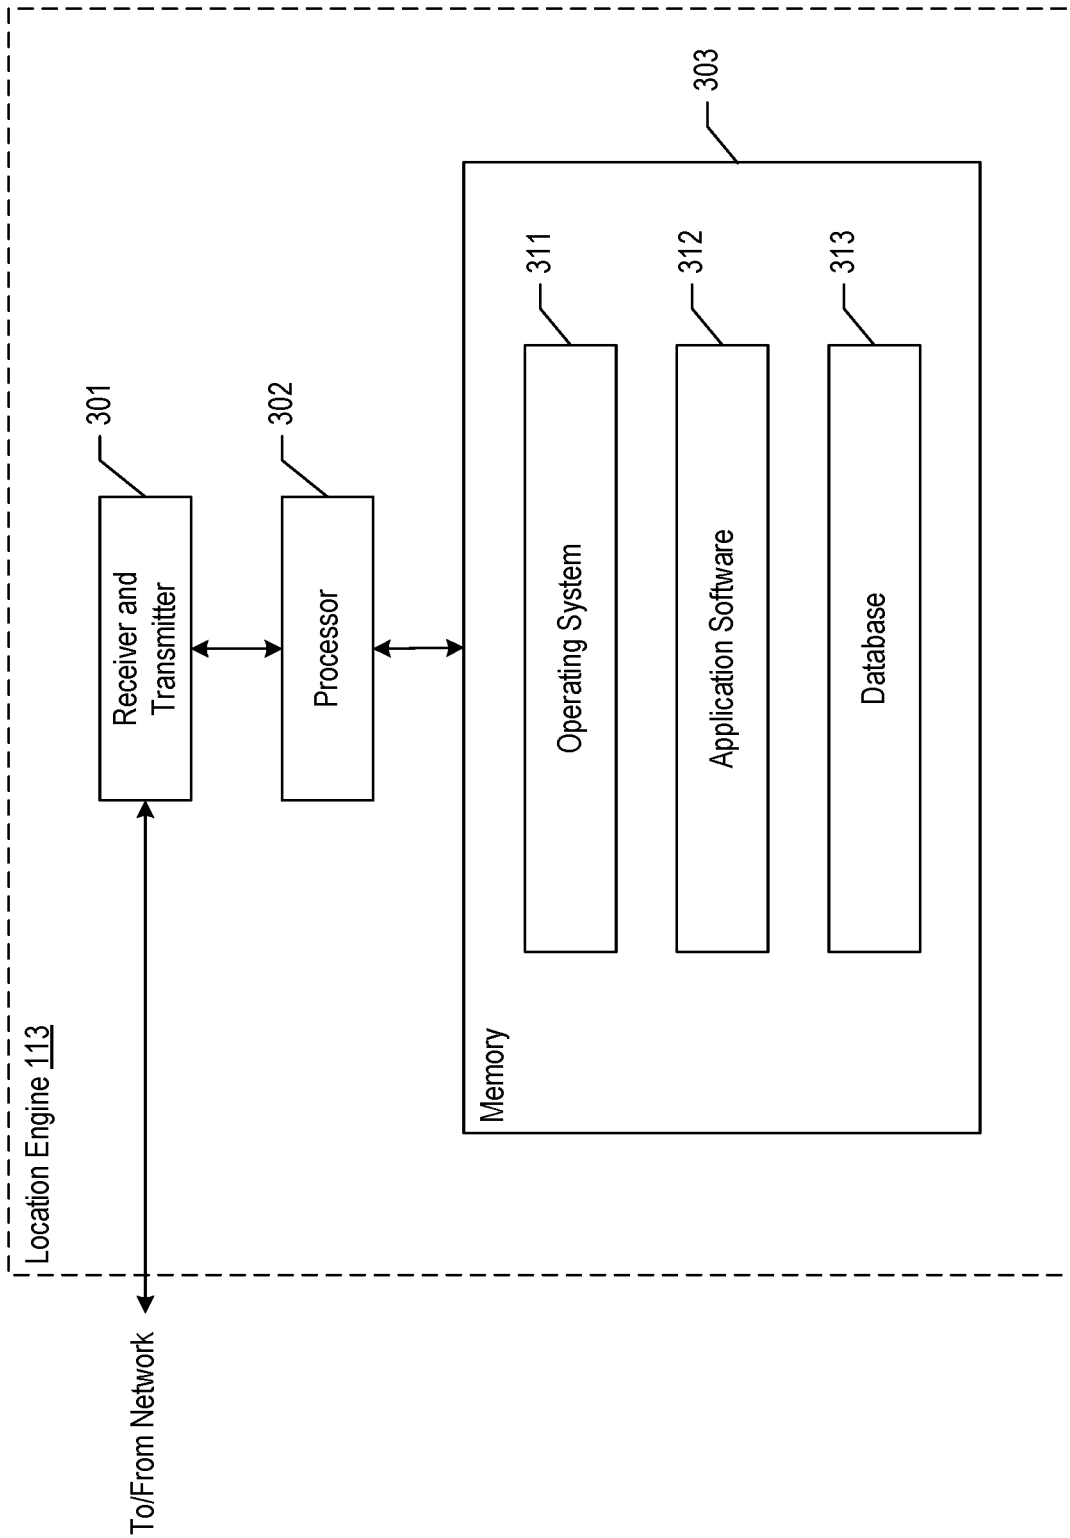 Location Engine 113
To/From Network
Receiver and
Transmitter
301
Processor
302
Memory
303
Operating System
311
Application Software
312
Database
313